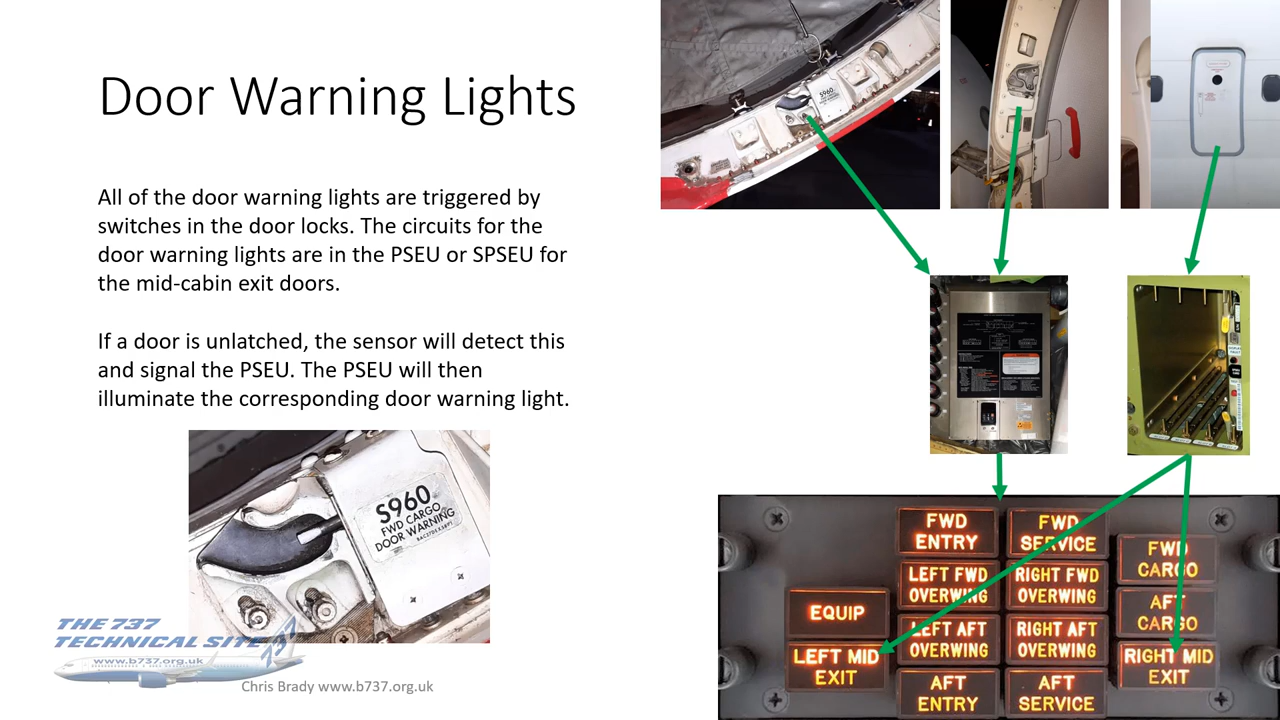 Door Warning Lights
All of the door warning lights are triggered by
switches in the door locks. The circuits for the
door warning lights are in the PSEU or SPSEU for
the mid-cabin exit doors.
If a door is unlatched, the sensor will detect this
and signal the PSEU. The PSEU will then
illuminate the corresponding door warning light.
S960
FWD CARGO
DOOR WARNING
THE 737
TECHNICAL SITE
www.b737.org.uk
Chris Brady www.b737.org.uk
S960
FWD
ENTRY
FWD
SERVICE
FWD
CARGO
LEFT FWD
OVERWING
RIGHT FWD
OVERWING
EQUIP
AFT
CARGO
LEFT AFT
OVERWING
RIGHT AFT
OVERWING
LEFT MID
EXIT
RIGHT MID
EXIT
AFT
ENTRY
AFT
SERVICE